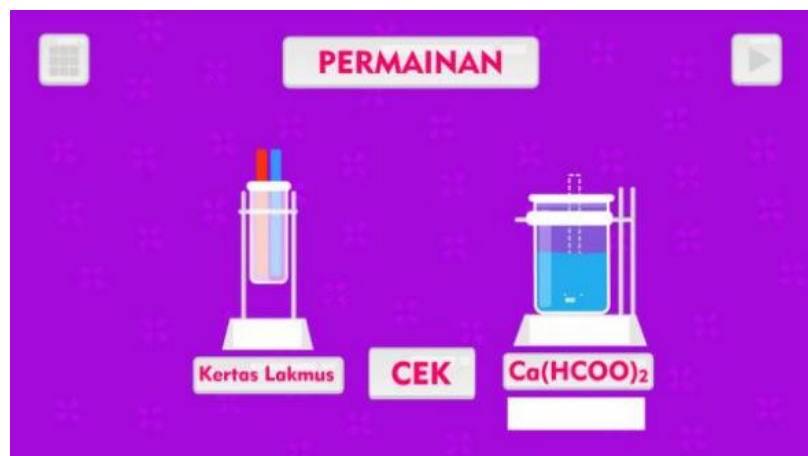 PERMAINAN
Kertas Lakmus
CEK
Ca(HCOO)₂